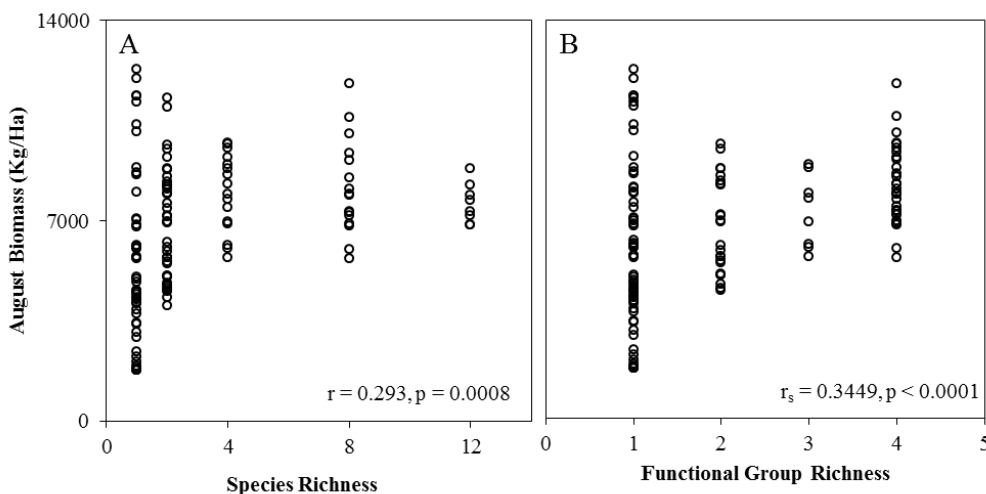 14000
A
B
August Biomass (Kg/Ha)
7000
r = 0.293, p = 0.0008
rs = 0.3449, p < 0.0001
0
0 4 8 12
0 1 2 3 4 5
Species Richness
Functional Group Richness